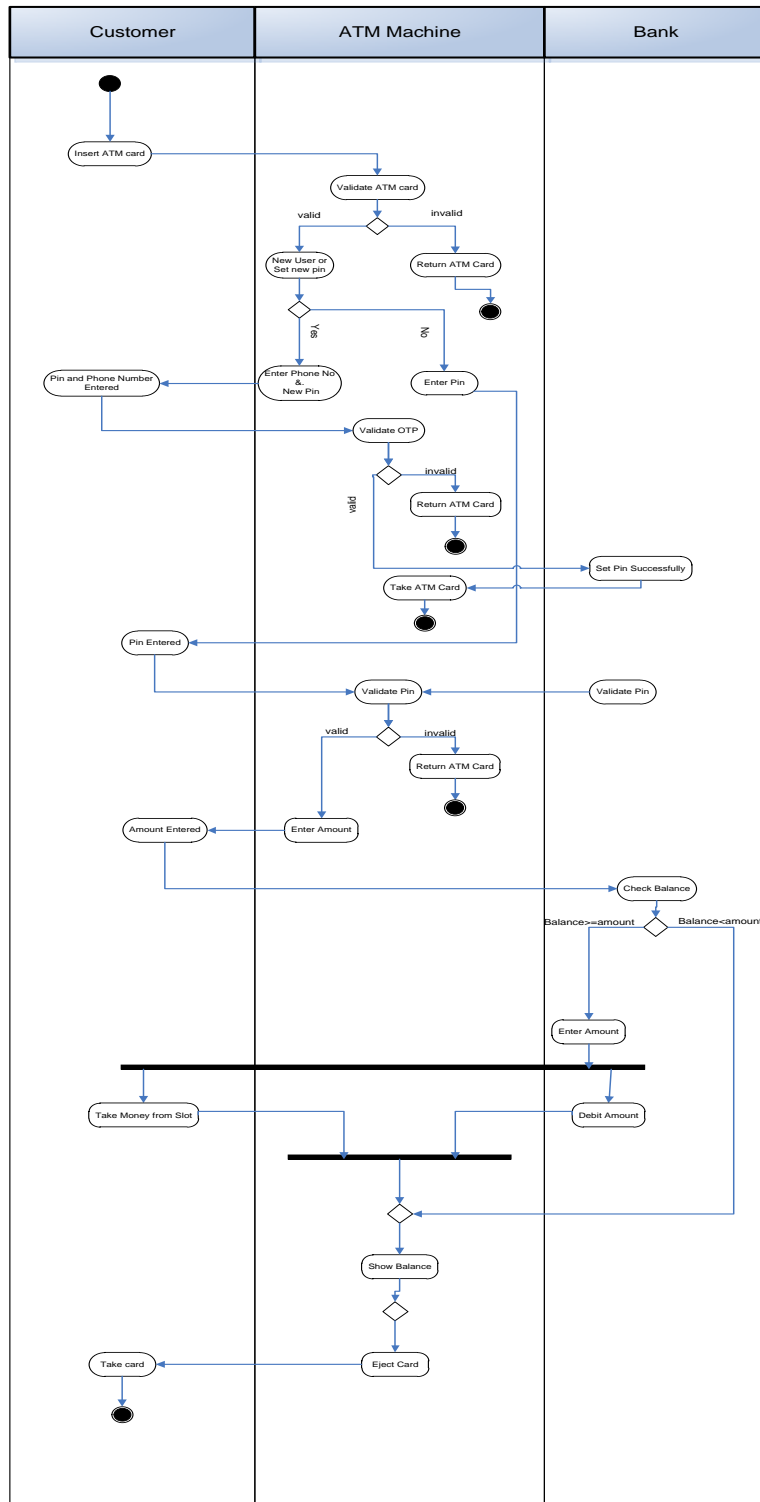 Customer
ATM Machine
Bank
Insert ATM card
Validate ATM card
valid
invalid
New User or
Set new pin
Return ATM Card
Yes
No
Pin and Phone Number
Entered
Enter Phone No
&.
New Pin
Enter Pin
Validate OTP
invalid
valid
Return ATM Card
Set Pin Successfully
Take ATM Card
Pin Entered
Validate Pin
Validate Pin
valid
invalid
Return ATM Card
Amount Entered
Enter Amount
Check Balance
Balance>=amount
Balance<amount
Enter Amount
Take Money from Slot
Debit Amount
Show Balance
Take card
Eject Card